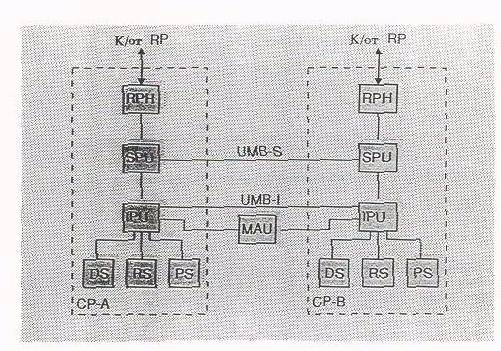 К/от RP К/от RP
RPH RPH
SPU UMB-S SPU
UMB-I
IPU IPU
MAU
DS RS PS DS RS PS
CP-A CP-B